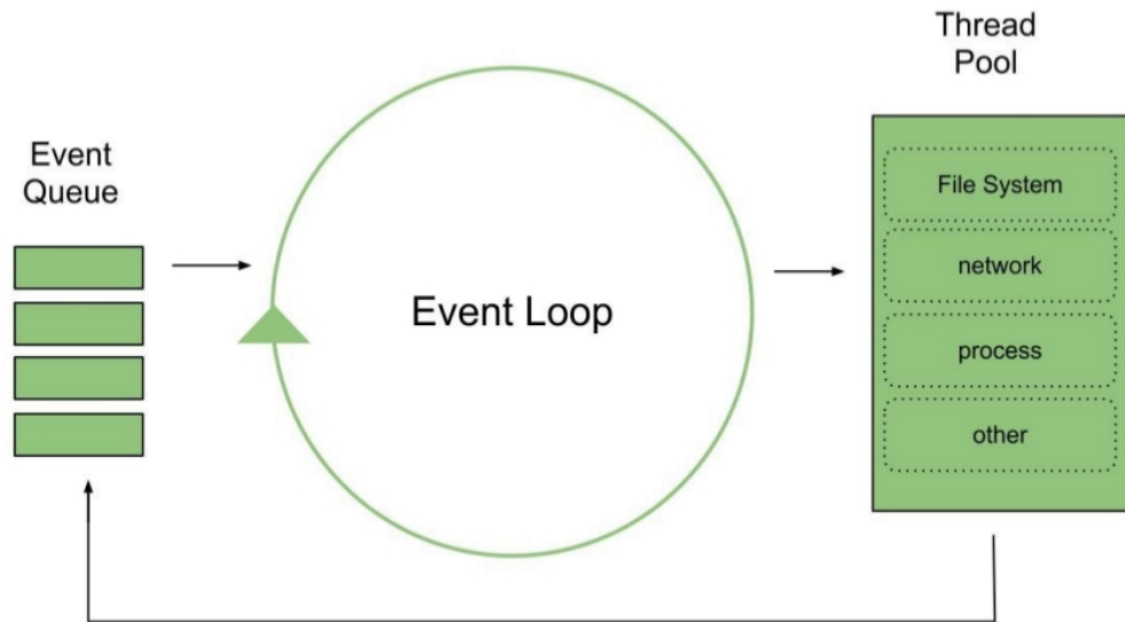 Thread
Pool
Event
Queue
Event Loop
File System
network
process
other